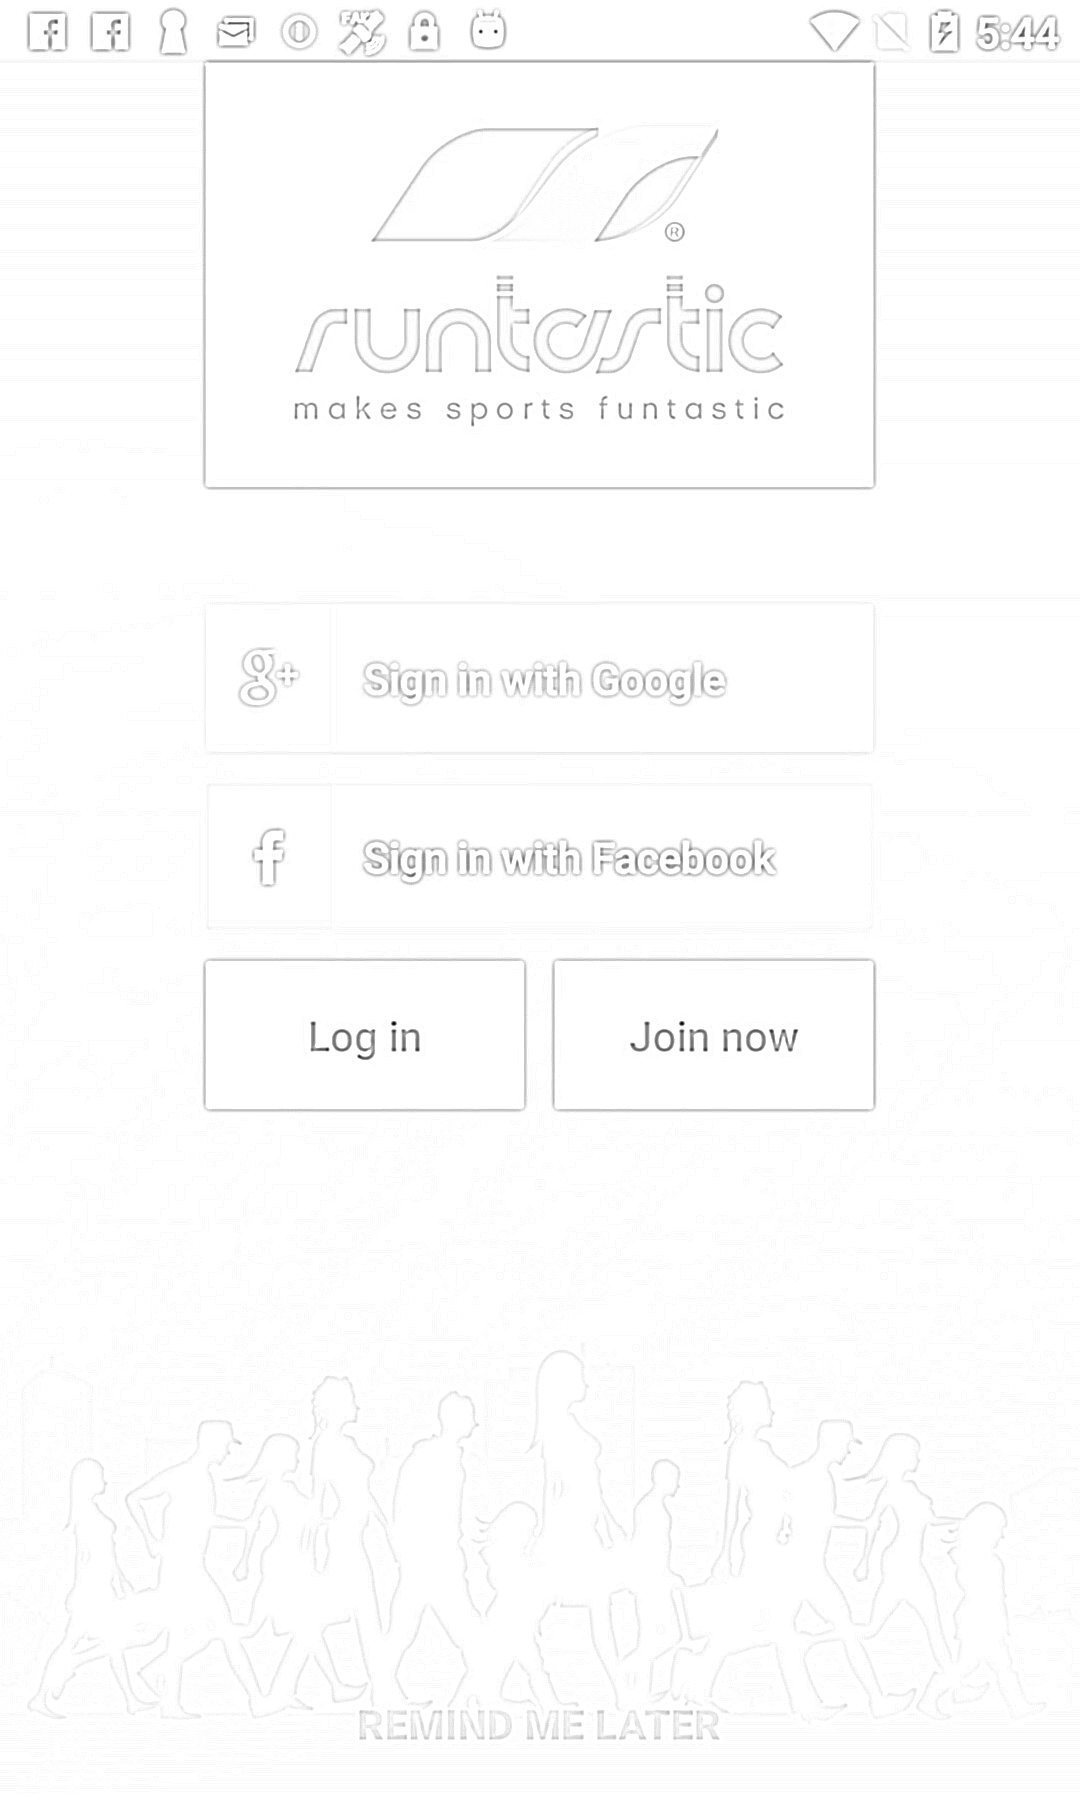 FAKE
5:44
®
runtastic
makes sports funtastic
g+ Sign in with Google
f Sign in with Facebook
Log in
Join now
REMIND ME LATER